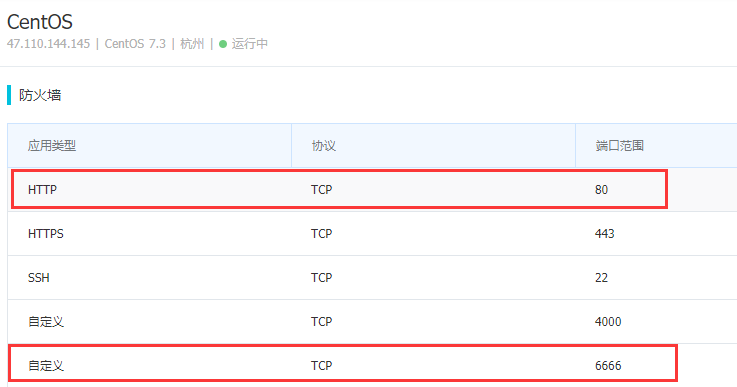 CentOS
47.110.144.145 | CentOS 7.3 | 杭州 | 运行中
防火墙
应用类型 协议 端口范围
HTTP TCP 80
HTTPS TCP 443
SSH TCP 22
自定义 TCP 4000
自定义 TCP 6666